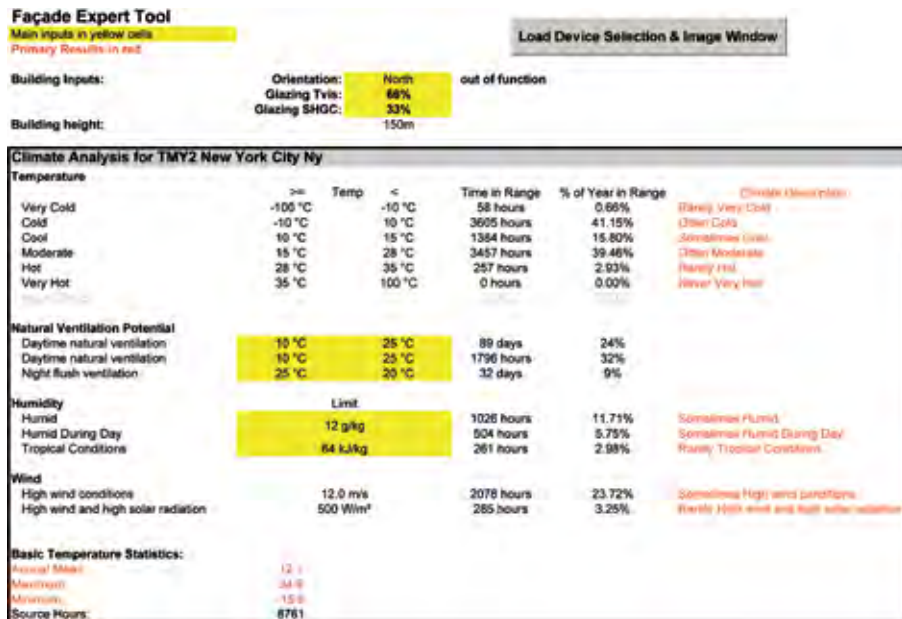 Façade Expert Tool
Main inputs in yellow cells
Primary Results in red
Load Device Selection & Image Window
Building Inputs: Orientation: North out of function
Glazing Tvis: 66%
Glazing SHGC: 33%
Building height: 150m
Climate Analysis for TMY2 New York City Ny
Temperature
>= Temp < Time in Range % of Year in Range Climate Description
Very Cold -100 °C -10 °C 58 hours 0.66% Rarely Very Cold
Cold -10 °C 10 °C 3605 hours 41.15% Often Cold
Cool 10 °C 15 °C 1384 hours 15.80% Sometimes Cool
Moderate 15 °C 28 °C 3457 hours 39.46% Often Moderate
Hot 28 °C 35 °C 257 hours 2.93% Rarely Hot
Very Hot 35 °C 100 °C 0 hours 0.00% Never Very Hot
Natural Ventilation Potential
Daytime natural ventilation 10 °C 25 °C 89 days 24%
Daytime natural ventilation 10 °C 25 °C 1796 hours 32%
Night flush ventilation 25 °C 20 °C 32 days 9%
Humidity Limit
Humid 12 g/kg 1026 hours 11.71% Sometimes Humid
Humid During Day 504 hours 5.75% Sometimes Humid During Day
Tropical Conditions 64 kJ/kg 261 hours 2.98% Rarely Tropical Conditions
Wind
High wind conditions 12.0 m/s 2078 hours 23.72% Sometimes High wind conditions
High wind and high solar radiation 500 W/m² 285 hours 3.25% Rarely High wind and high solar radiation
Basic Temperature Statistics:
Annual Mean:
Maximum:
Minimum:
Source Hours: 8761